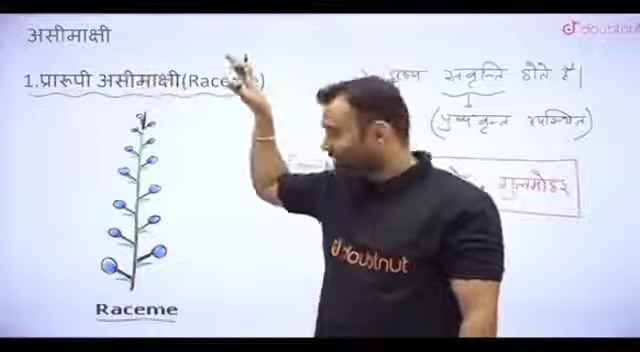 असीमाक्षी
doubtnut
1.प्रारूपी असीमाक्षी(Race
पुष्प सवृन्ति होते है|
(पुष्पवृन्त उपस्थित)
गुलमोहर
doubtnut
Raceme